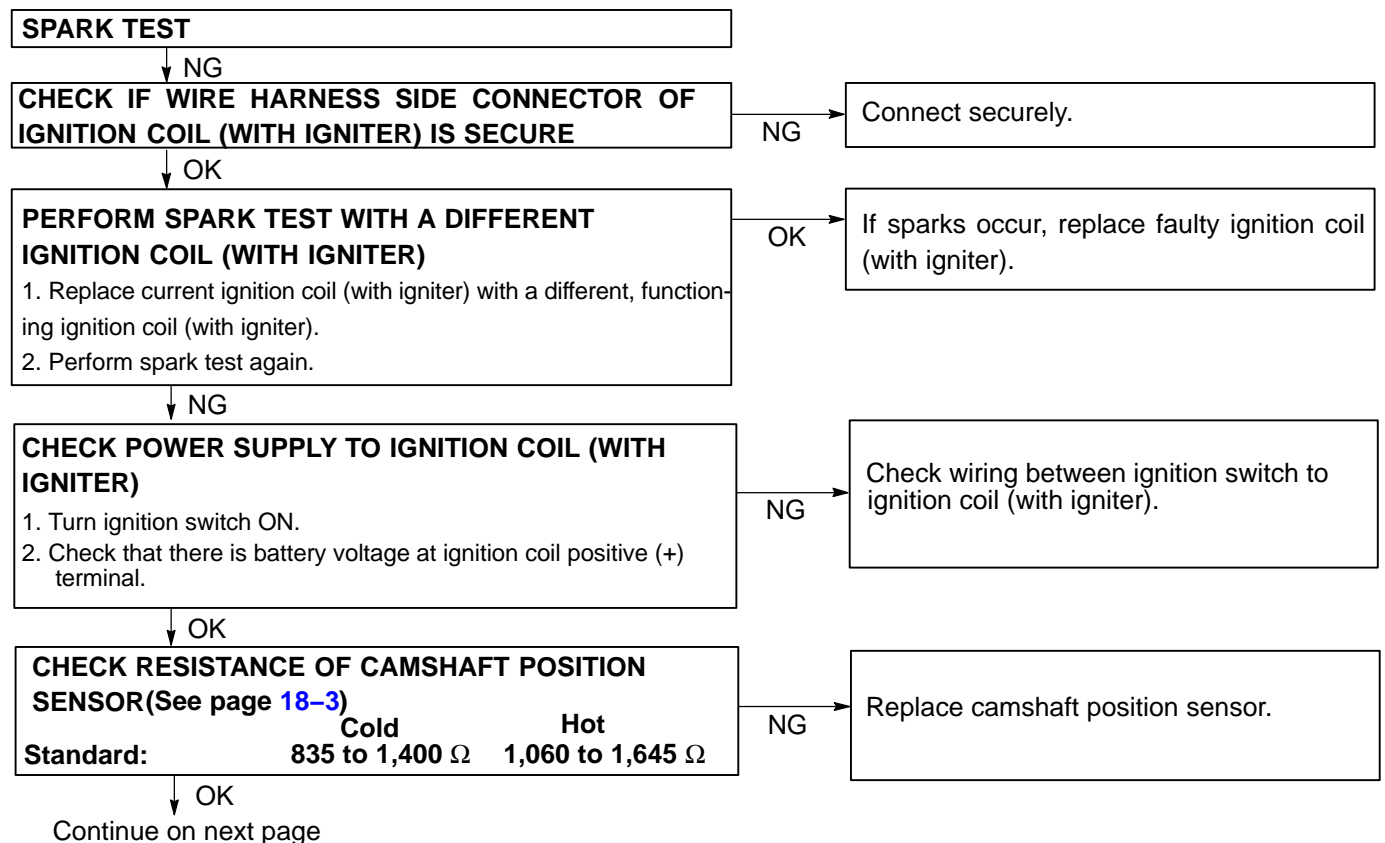 SPARK TEST
NG
CHECK IF WIRE HARNESS SIDE CONNECTOR OF
IGNITION COIL (WITH IGNITER) IS SECURE
NG
Connect securely.
OK
PERFORM SPARK TEST WITH A DIFFERENT
IGNITION COIL (WITH IGNITER)
1. Replace current ignition coil (with igniter) with a different, function-
ing ignition coil (with igniter).
2. Perform spark test again.
OK
If sparks occur, replace faulty ignition coil
(with igniter).
NG
CHECK POWER SUPPLY TO IGNITION COIL (WITH
IGNITER)
1. Turn ignition switch ON.
2. Check that there is battery voltage at ignition coil positive (+)
terminal.
NG
Check wiring between ignition switch to
ignition coil (with igniter).
OK
CHECK RESISTANCE OF CAMSHAFT POSITION
SENSOR(See page 18−3)
Cold Hot
Standard: 835 to 1,400 Ω 1,060 to 1,645 Ω
NG
Replace camshaft position sensor.
OK
Continue on next page